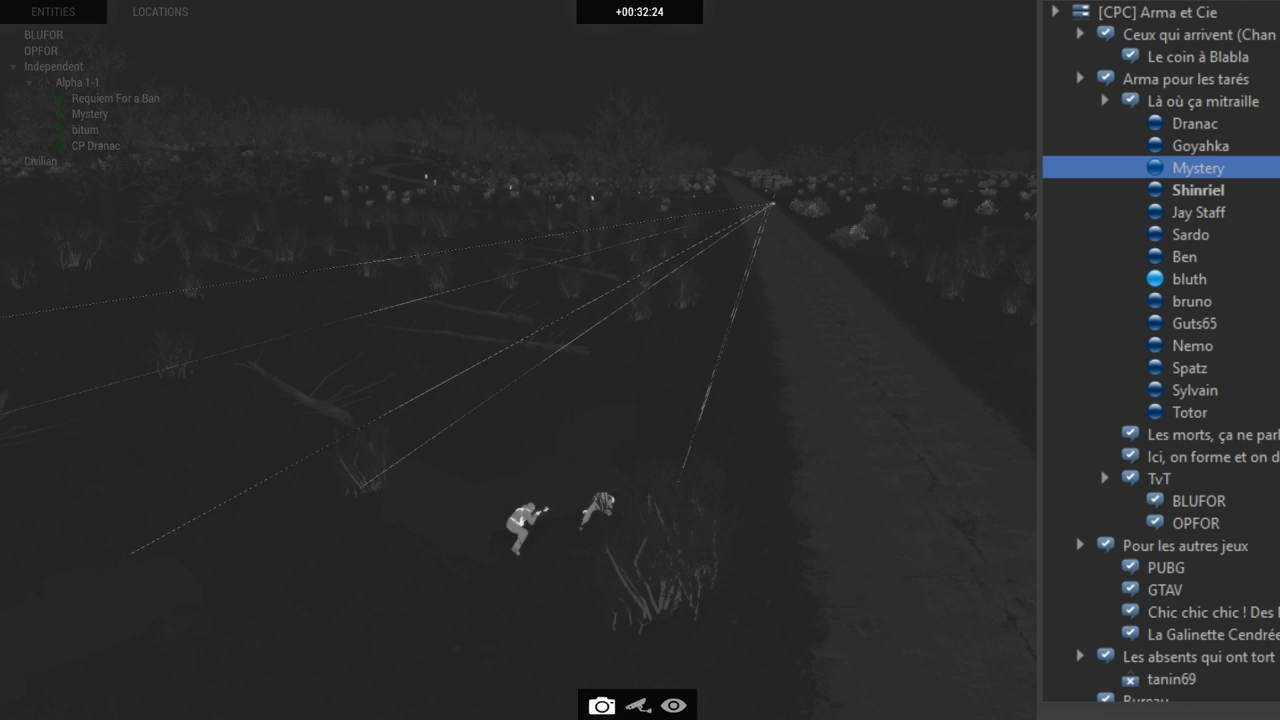 ENTITIES
LOCATIONS
+00:32:24
BLUFOR
OPFOR
Independent
Alpha 1-1
Requiem For a Ban
Mystery
bitum
CP Dranac
Civilian
[CPC] Arma et Cie
Ceux qui arrivent (Chan
Le coin à Blabla
Arma pour les tarés
Là où ça mitraille
Dranac
Goyahka
Mystery
Shinriel
Jay Staff
Sardo
Ben
bluth
bruno
Guts65
Nemo
Spatz
Sylvain
Totor
Les morts, ça ne parl
Ici, on forme et on d
TvT
BLUFOR
OPFOR
Pour les autres jeux
PUBG
GTAV
Chic chic chic ! Des
La Galinette Cendrée
Les absents qui ont tort
tanin69
Bureau